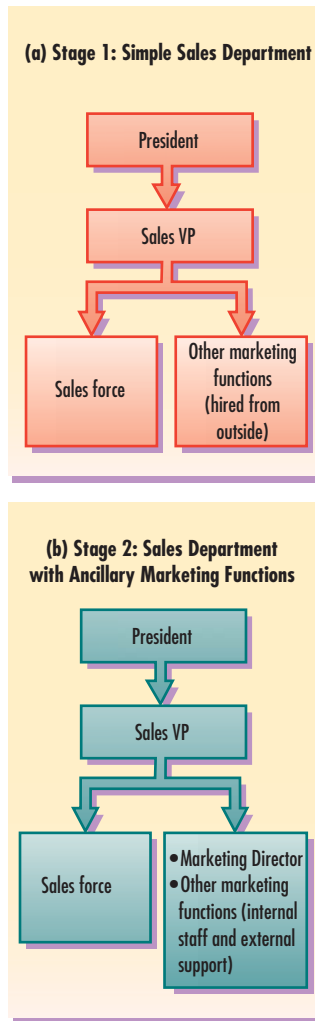 (a) Stage 1: Simple Sales Department
President
Sales VP
Sales force
Other marketing
functions
(hired from
outside)
(b) Stage 2: Sales Department
with Ancillary Marketing Functions
President
Sales VP
Sales force
•Marketing Director
•Other marketing
functions (internal
staff and external
support)